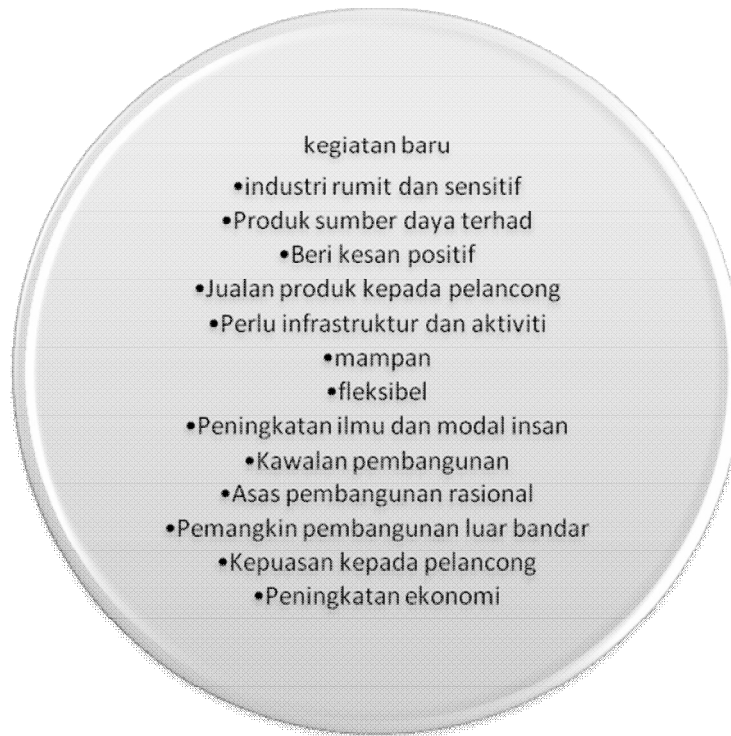 kegiatan baru
•industri rumit dan sensitif
•Produk sumber daya terhad
•Beri kesan positif
•Jualan produk kepada pelancong
•Perlu infrastruktur dan aktiviti
•mampan
•fleksibel
•Peningkatan ilmu dan modal insan
•Kawalan pembangunan
•Asas pembangunan rasional
•Pemangkin pembangunan luar bandar
•Kepuasan kepada pelancong
•Peningkatan ekonomi